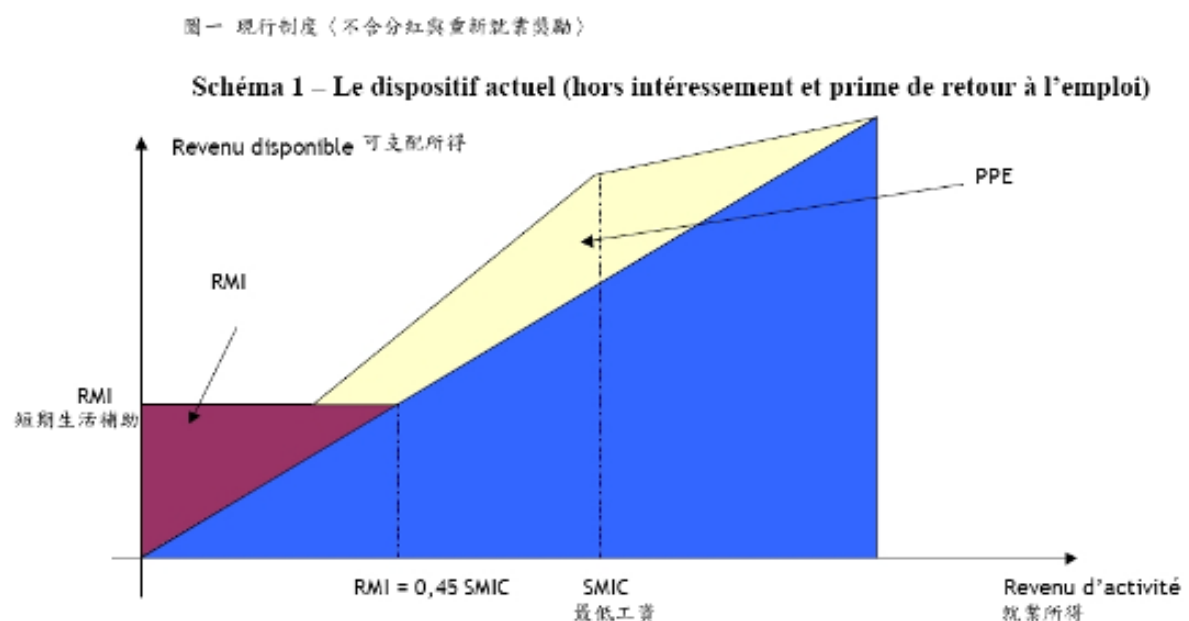 圖一 現行制度〈不含分紅與重新就業獎勵〉
Schéma 1 – Le dispositif actuel (hors intéressement et prime de retour à l'emploi)
Revenu disponible 可支配所得
PPE
RMI
RMI
短期生活補助
RMI = 0,45 SMIC
SMIC
最低工資
Revenu d'activité
就業所得